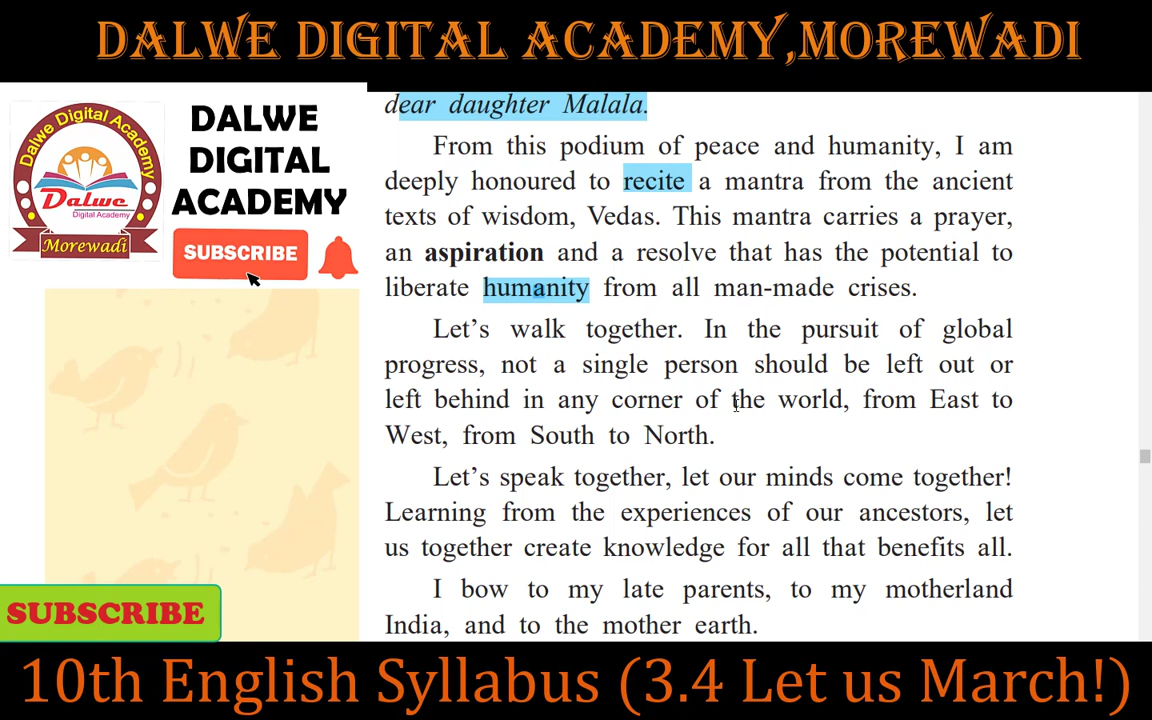 DALWE DIGITAL ACADEMY,MOREWADI
Dalwe Digital Academy
Dalwe
Digital Academy
Morewadi
DALWE
DIGITAL
ACADEMY
SUBSCRIBE
dear daughter Malala.
From this podium of peace and humanity, I am
deeply honoured to recite a mantra from the ancient
texts of wisdom, Vedas. This mantra carries a prayer,
an aspiration and a resolve that has the potential to
liberate humanity from all man-made crises.
Let's walk together. In the pursuit of global
progress, not a single person should be left out or
left behind in any corner of the world, from East to
West, from South to North.
Let's speak together, let our minds come together!
Learning from the experiences of our ancestors, let
us together create knowledge for all that benefits all.
I bow to my late parents, to my motherland
India, and to the mother earth.
SUBSCRIBE
10th English Syllabus (3.4 Let us March!)